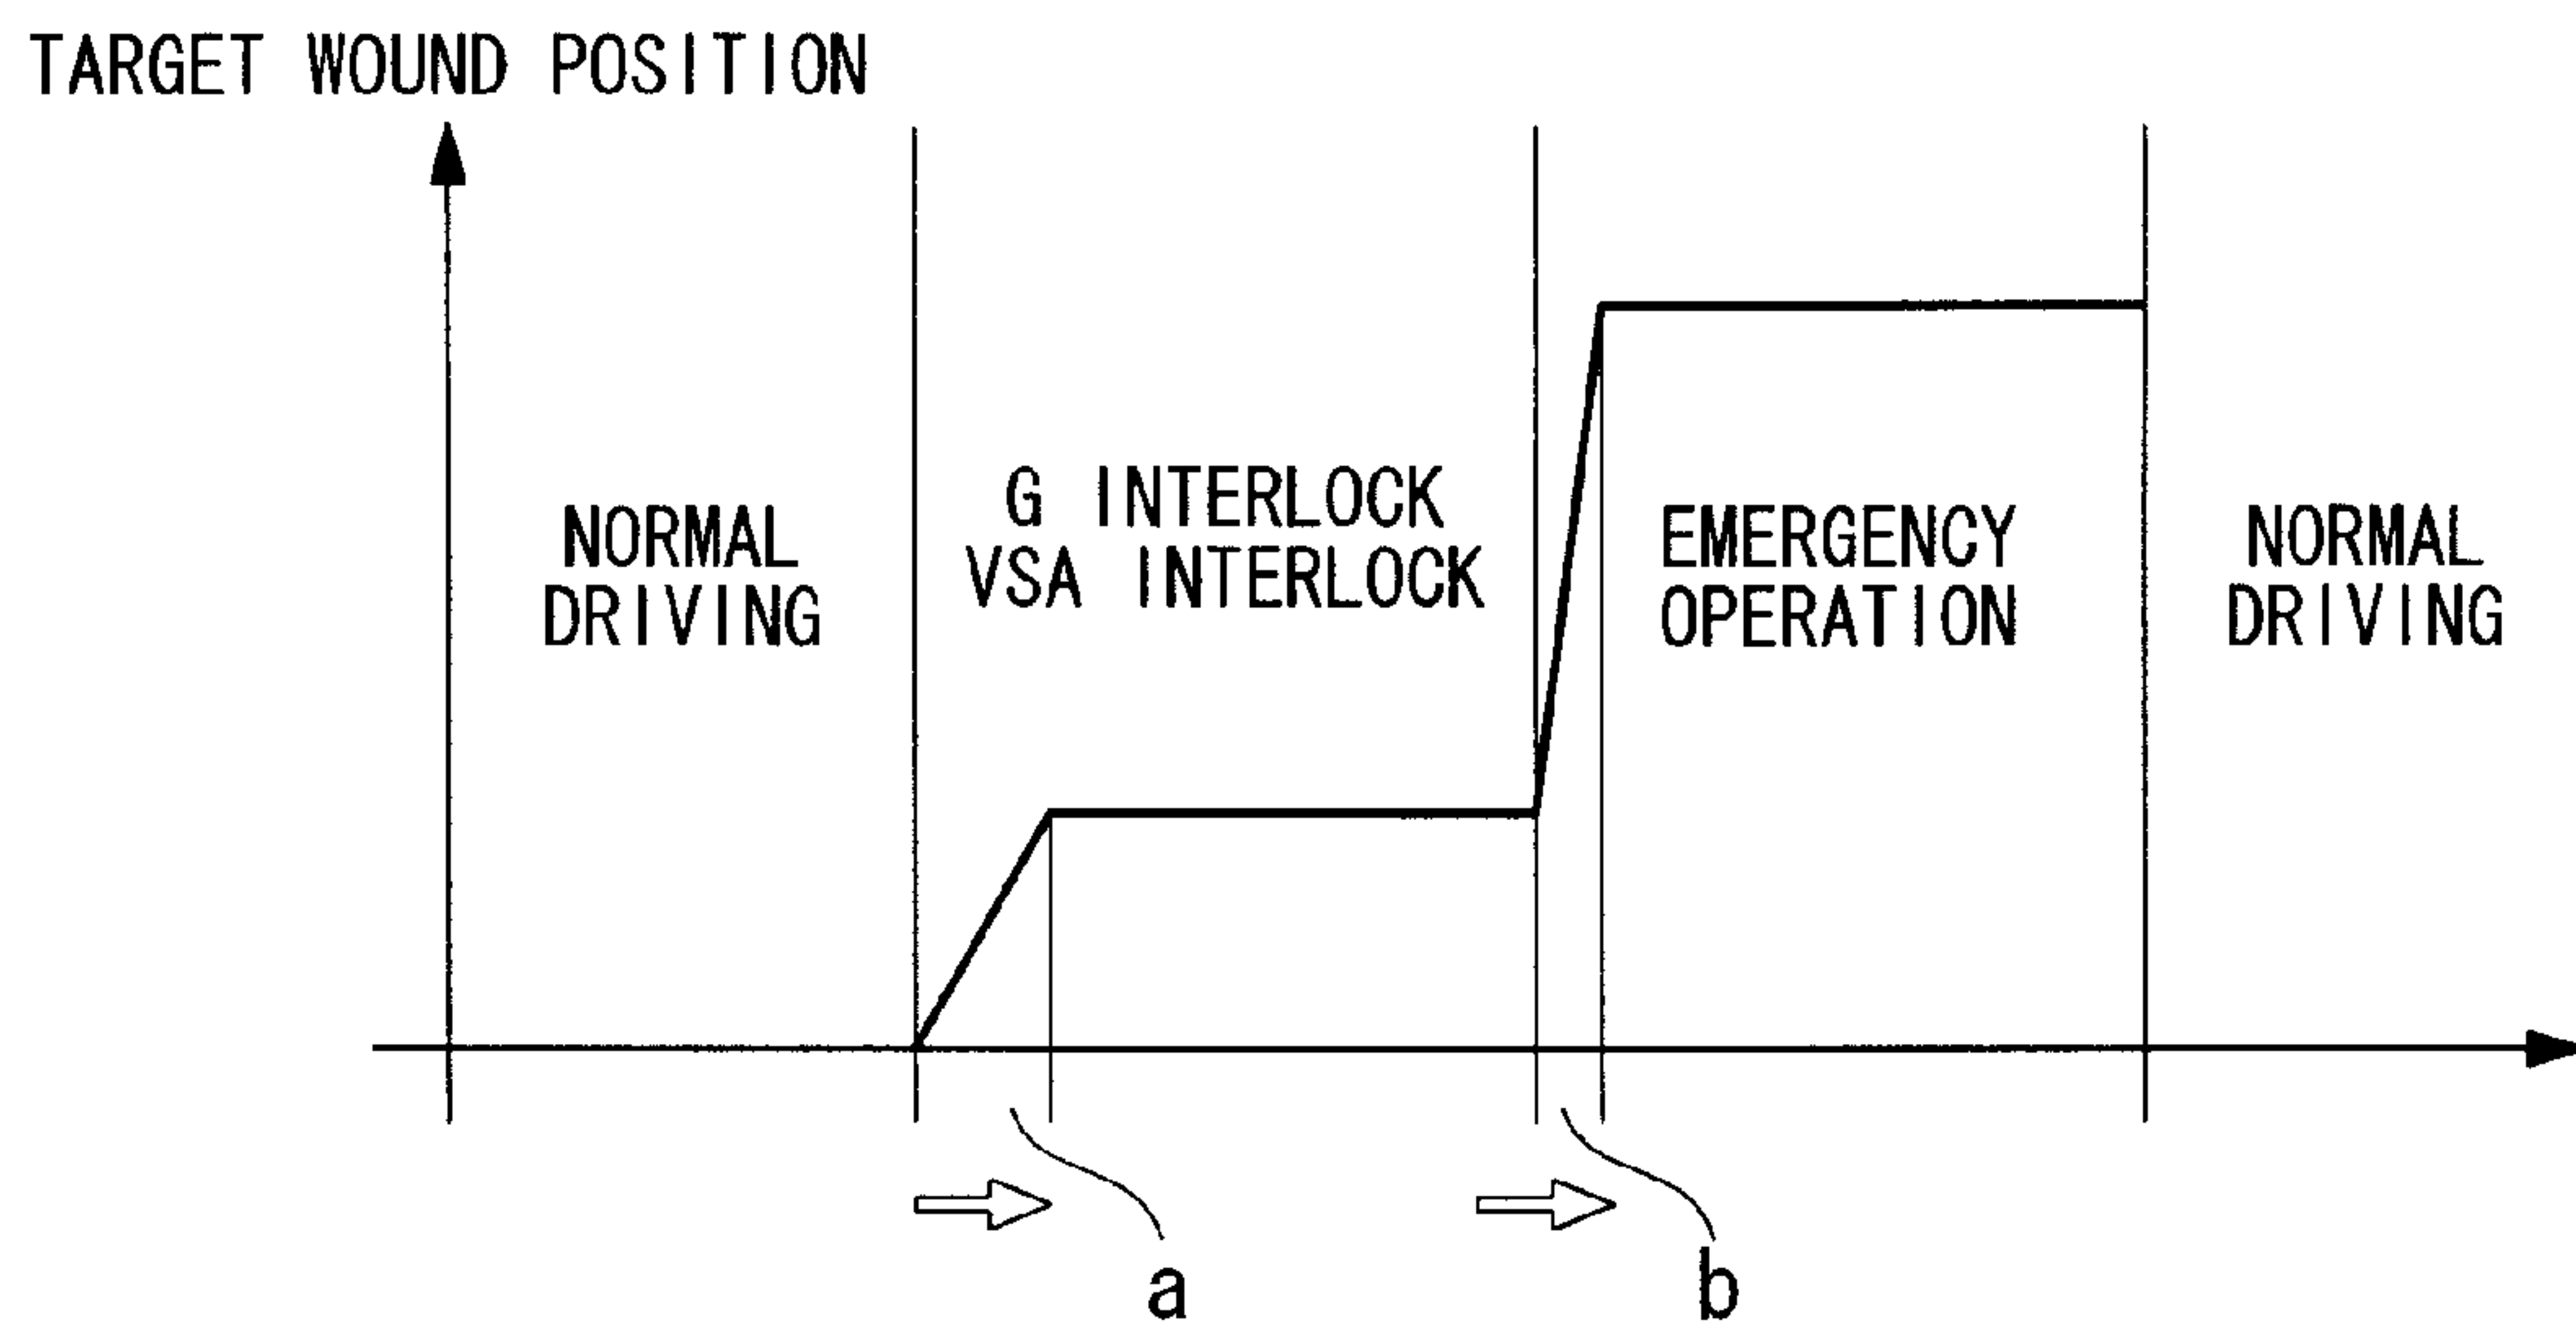 TARGET WOUND POSITION
NORMAL
DRIVING
G INTERLOCK
VSA INTERLOCK
EMERGENCY
OPERATION
NORMAL
DRIVING
a
b